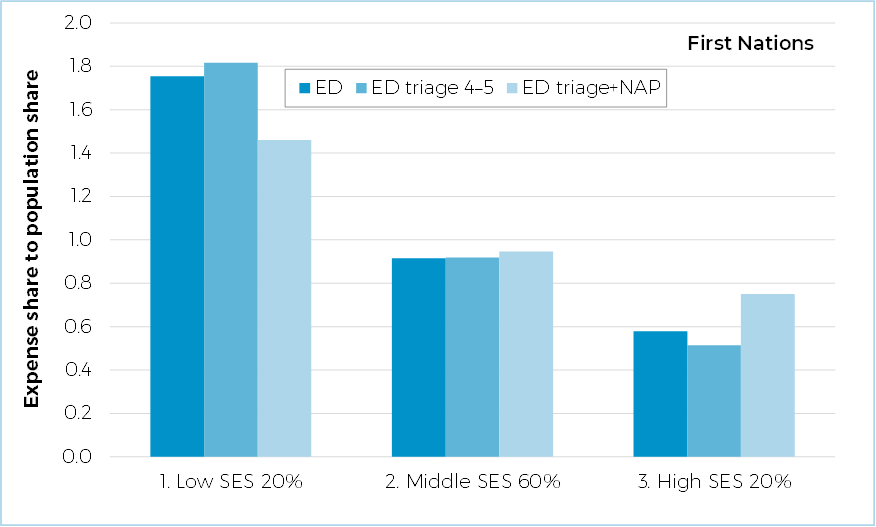 First Nations
ED ED triage 4–5 ED triage+NAP
Expense share to population share
2.0
1.8
1.6
1.4
1.2
1.0
0.8
0.6
0.4
0.2
0.0
1. Low SES 20% 2. Middle SES 60% 3. High SES 20%